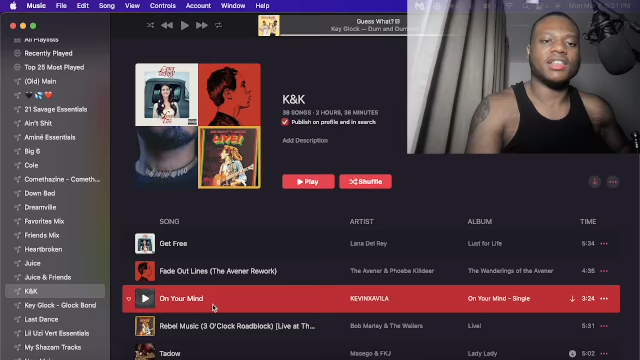 Music File Edit Song View Controls Account Window Help
Guess What?!
Key Glock — Dum and Dumm
All Playlists
Recently Played
Top 25 Most Played
(Old) Main
21 Savage Essentials
Ain't Shit
Aminé Essentials
Big 6
Cole
Comethazine - Cometh...
Down Bad
Dreamville
Favorites Mix
Friends Mix
Heartbroken
Juice
Juice & Friends
K&K
Key Glock - Glock Bond
Last Dance
Lil Uzi Vert Essentials
My Shazam Tracks
K&K
38 SONGS · 2 HOURS, 38 MINUTES
Publish on profile and in search
Add Description
Play Shuffle
SONG ARTIST ALBUM TIME
Get Free Lana Del Rey Lust for Life 5:34
Fade Out Lines (The Avener Rework) The Avener & Phoebe Killdeer The Wanderings of the Avener 4:35
On Your Mind KEVINXAVILA On Your Mind - Single 3:24
Rebel Music (3 O'Clock Roadblock) [Live at Th... Bob Marley & The Wailers Live! 5:31
Tadow Masego & FKJ Lady Lady 5:02